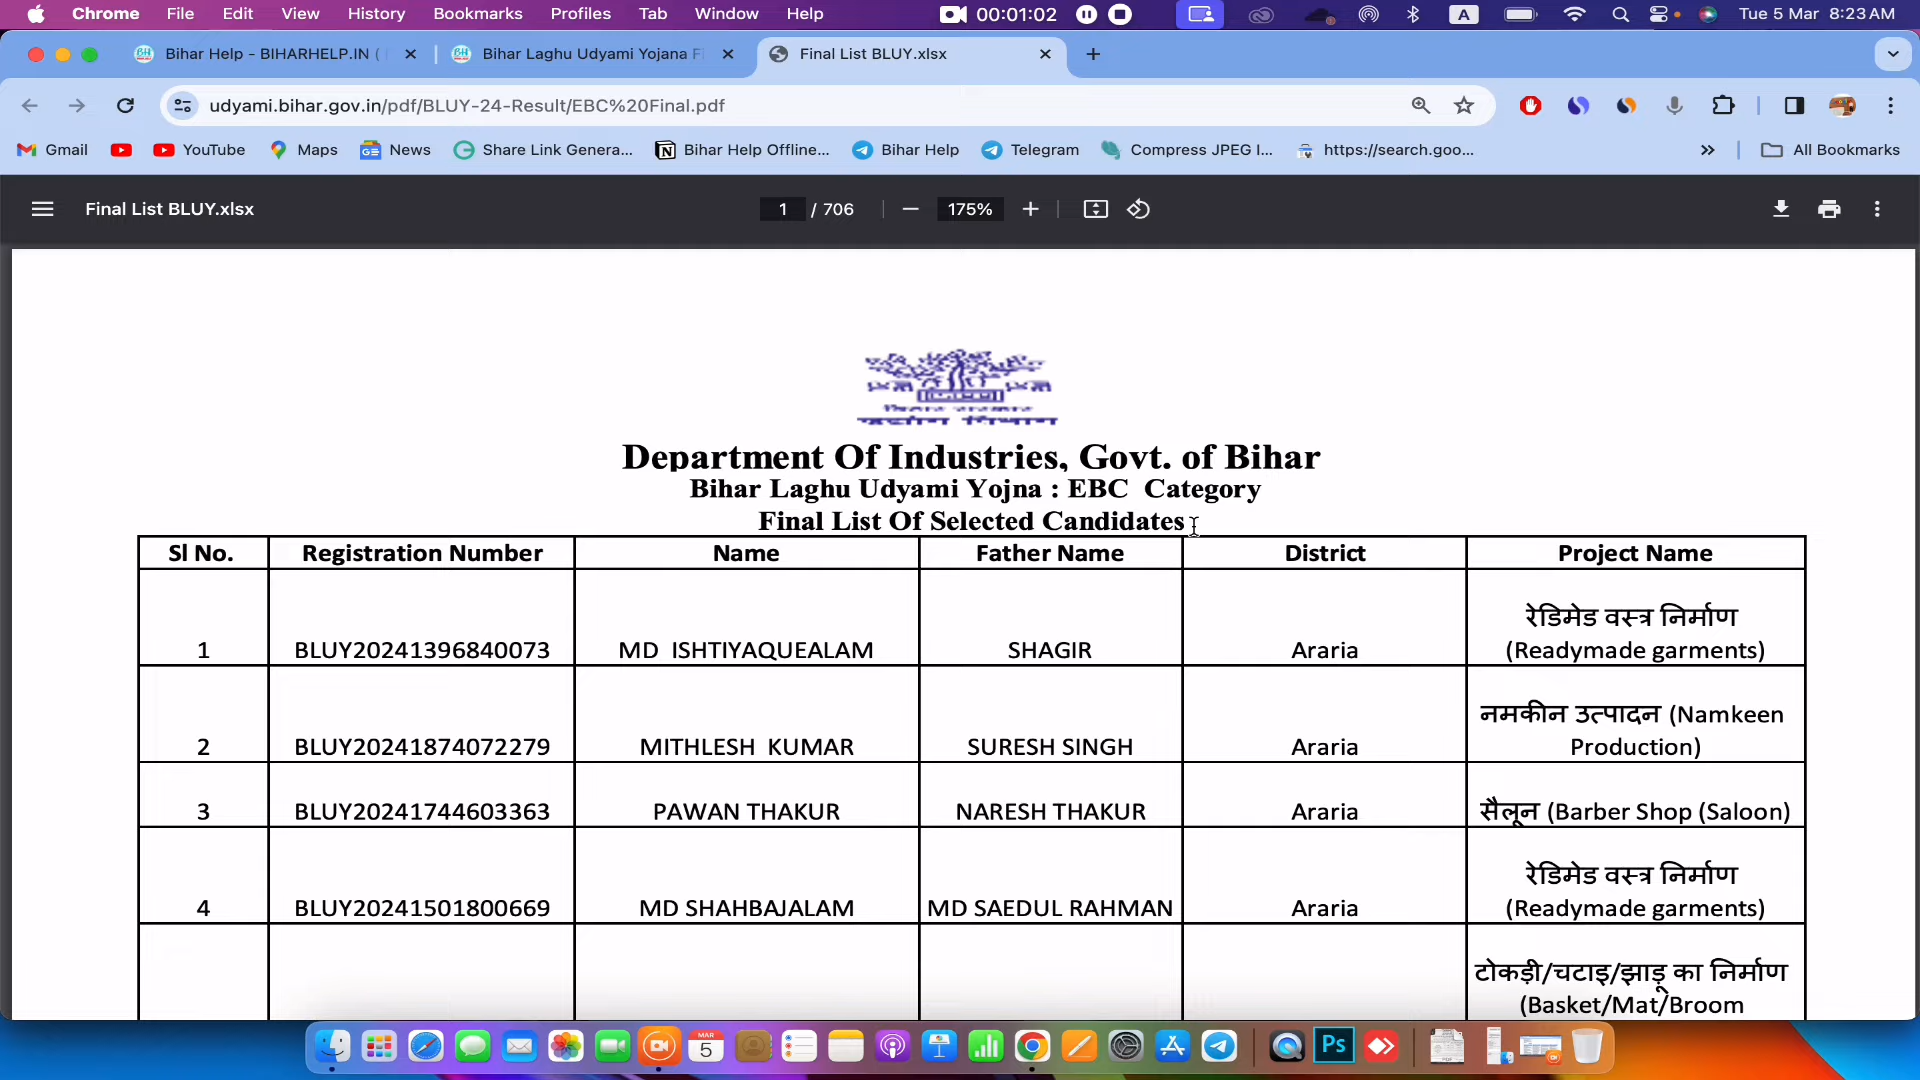 Chrome File Edit View History Bookmarks Profiles Tab Window Help 00:01:02 A Tue 5 Mar 8:23 AM
Bihar Help - BIHARHELP.IN ( Bihar Laghu Udyami Yojana F Final List BLUY.xlsx
udyami.bihar.gov.in/pdf/BLUY-24-Result/EBC%20Final.pdf
Gmail YouTube Maps News Share Link Genera... Bihar Help Offline... Bihar Help Telegram Compress JPEG I... https://search.goo... » All Bookmarks
Final List BLUY.xlsx 1 / 706 175%
Department Of Industries, Govt. of Bihar
Bihar Laghu Udyami Yojna : EBC Category
Final List Of Selected Candidates
Sl No. Registration Number Name Father Name District Project Name
1 BLUY20241396840073 MD ISHTIYAQUEALAM SHAGIR Araria रेडिमेड वस्त्र निर्माण
(Readymade garments)
2 BLUY20241874072279 MITHLESH KUMAR SURESH SINGH Araria नमकीन उत्पादन (Namkeen
Production)
3 BLUY20241744603363 PAWAN THAKUR NARESH THAKUR Araria सैलून (Barber Shop (Saloon)
4 BLUY20241501800669 MD SHAHBAJALAM MD SAEDUL RAHMAN Araria रेडिमेड वस्त्र निर्माण
(Readymade garments)
टोकड़ी/चटाइ/झाड़ू का निर्माण
(Basket/Mat/Broom
MAR
5
Ps